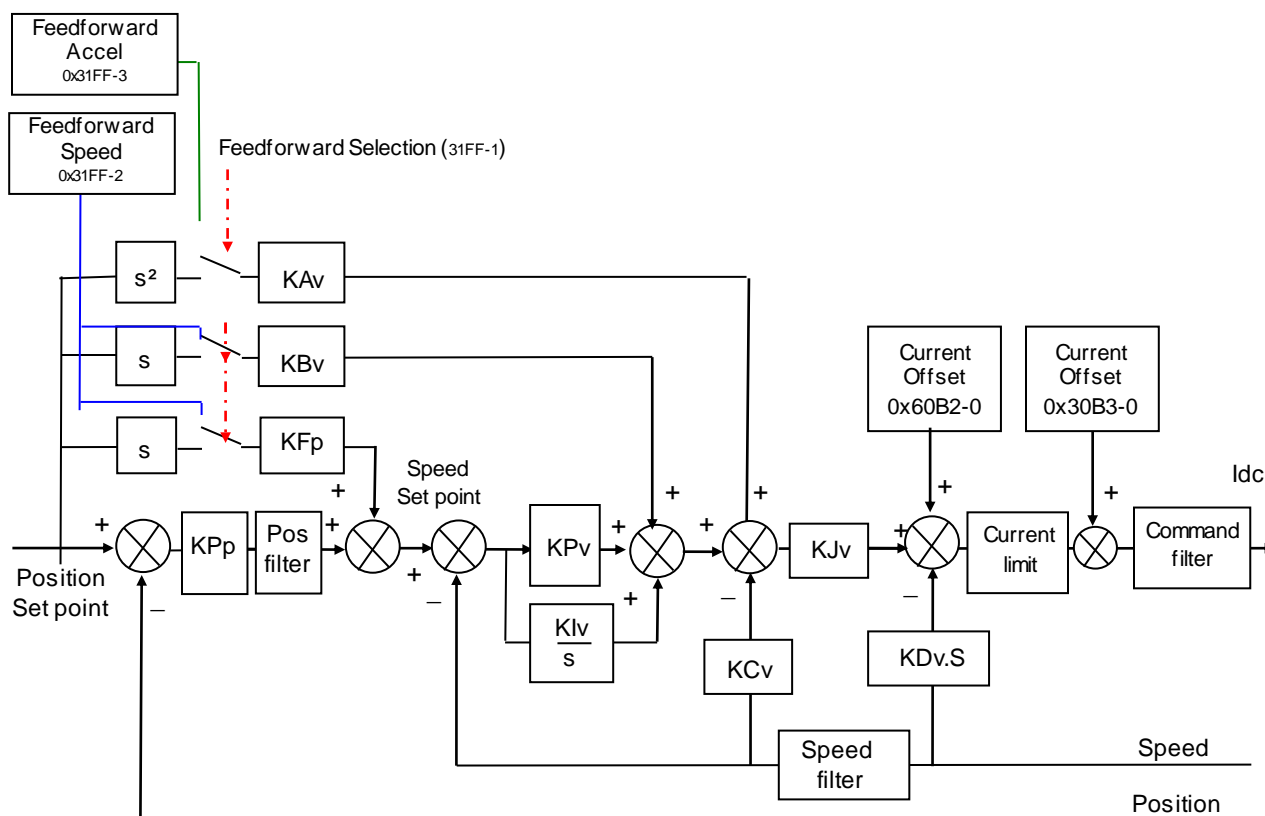 Feedforward
Accel
0x31FF-3
Feedforward
Speed
0x31FF-2
Feedforward Selection (31FF-1)
s²
KAv
s
KBv
s
KFp
Current
Offset
0x60B2-0
Current
Offset
0x30B3-0
Speed
Set point
Idc
+
+
+
+
+
+
+
+
+
+
+
+
+
KPp
Pos
filter
KPv
KJv
Current
limit
Command
filter
Position
Set point
−
−
−
−
KIv
s
KCv
KDv.S
Speed
filter
Speed
Position